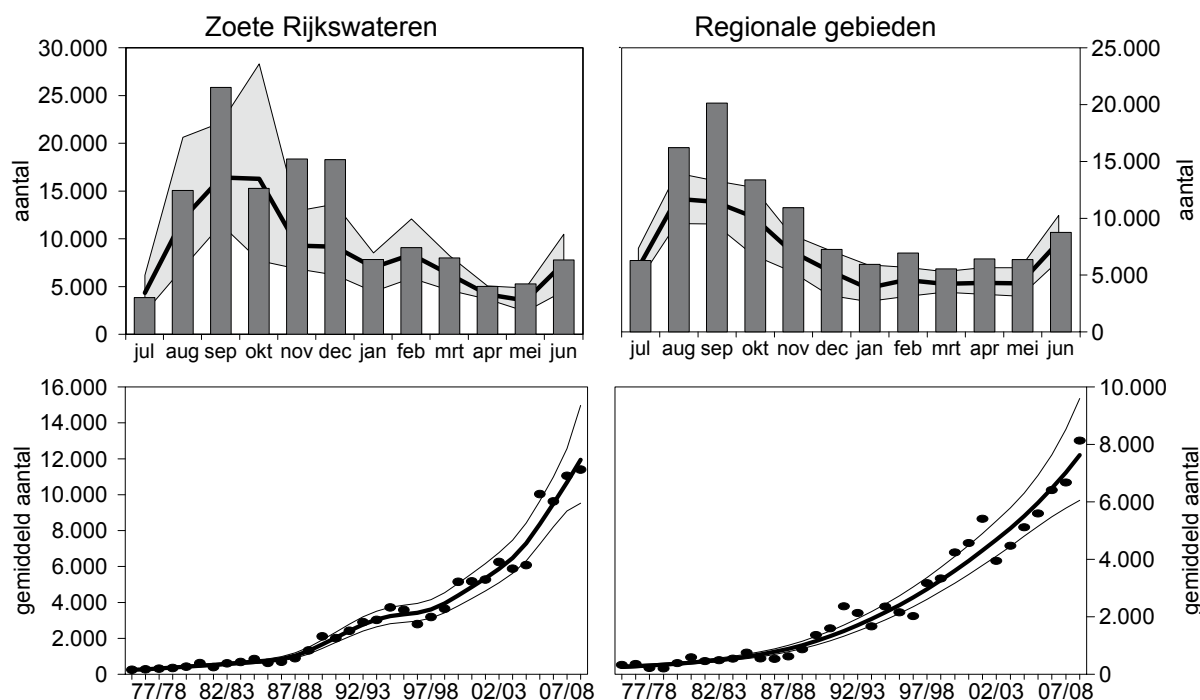 Zoete Rijkswateren
Regionale gebieden
30.000
25.000
20.000
15.000
10.000
5.000
0
aantal
jul aug sep okt nov dec jan feb mrt apr mei jun
25.000
20.000
15.000
10.000
5.000
0
aantal
jul aug sep okt nov dec jan feb mrt apr mei jun
16.000
14.000
12.000
10.000
8.000
6.000
4.000
2.000
0
gemiddeld aantal
77/78 82/83 87/88 92/93 97/98 02/03 07/08
10.000
8.000
6.000
4.000
2.000
0
gemiddeld aantal
77/78 82/83 87/88 92/93 97/98 02/03 07/08